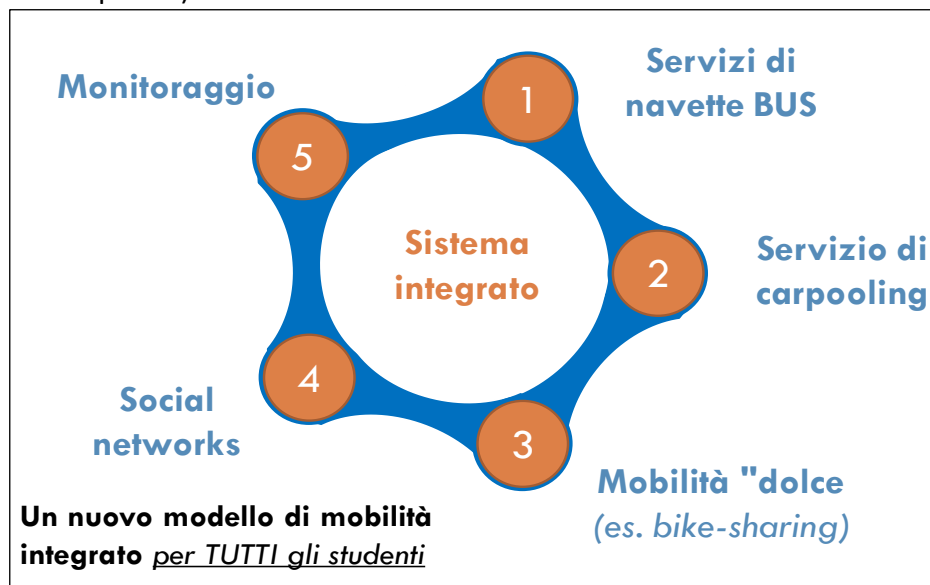 1
Servizi di
navette BUS
2
Servizio di
carpooling
3
Mobilità "dolce
(es. bike-sharing)
4
Social
networks
5
Monitoraggio
Sistema
integrato
Un nuovo modello di mobilità
integrato per TUTTI gli studenti